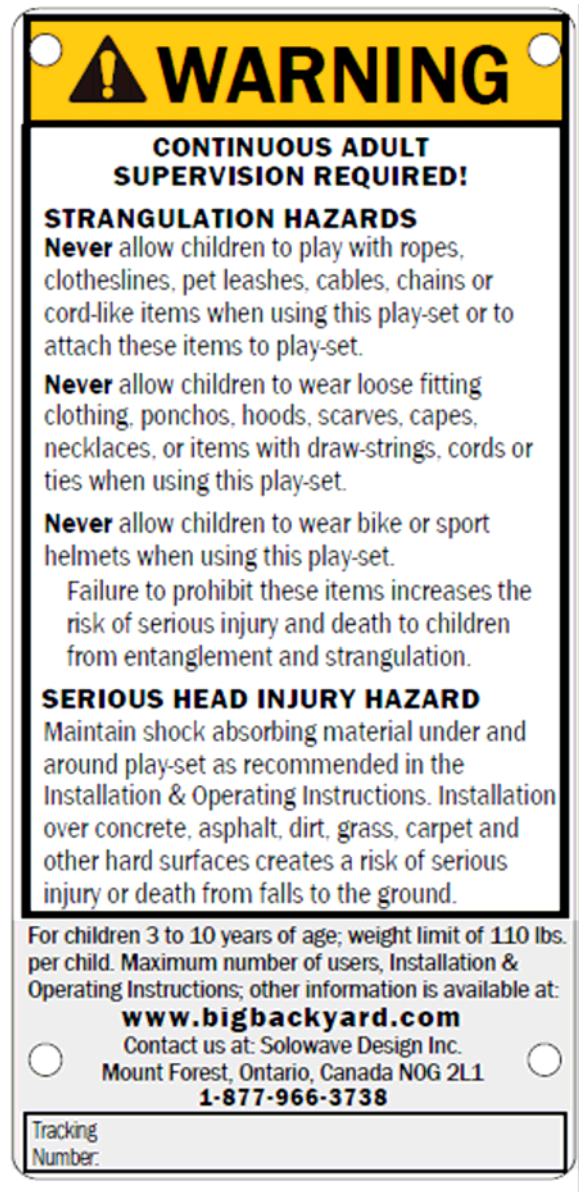 WARNING
CONTINUOUS ADULT
SUPERVISION REQUIRED!
STRANGULATION HAZARDS
Never allow children to play with ropes,
clotheslines, pet leashes, cables, chains or
cord-like items when using this play-set or to
attach these items to play-set.
Never allow children to wear loose fitting
clothing, ponchos, hoods, scarves, capes,
necklaces, or items with draw-strings, cords or
ties when using this play-set.
Never allow children to wear bike or sport
helmets when using this play-set.
Failure to prohibit these items increases the
risk of serious injury and death to children
from entanglement and strangulation.
SERIOUS HEAD INJURY HAZARD
Maintain shock absorbing material under and
around play-set as recommended in the
Installation & Operating Instructions. Installation
over concrete, asphalt, dirt, grass, carpet and
other hard surfaces creates a risk of serious
injury or death from falls to the ground.
For children 3 to 10 years of age; weight limit of 110 lbs.
per child. Maximum number of users, Installation &
Operating Instructions; other information is available at:
www.bigbackyard.com
Contact us at: Solowave Design Inc.
Mount Forest, Ontario, Canada N0G 2L1
1-877-966-3738
Tracking
Number: